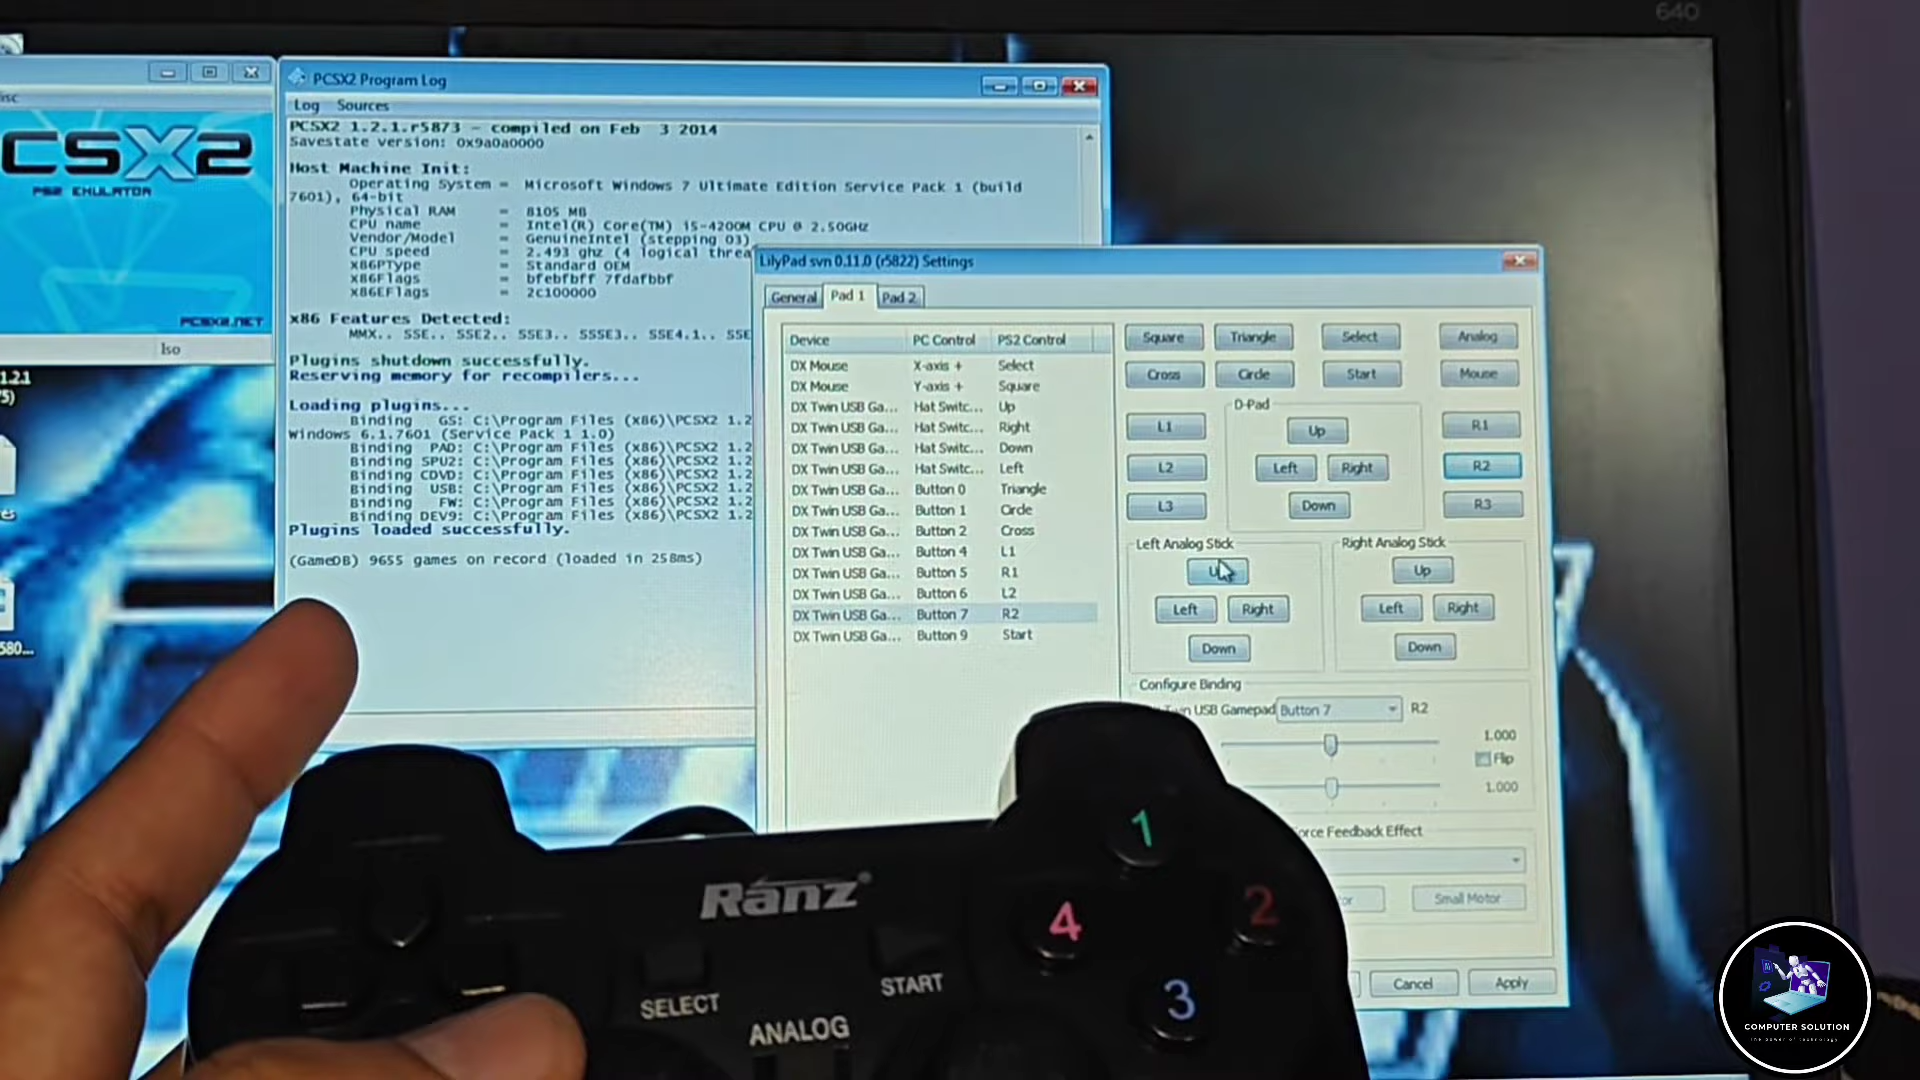 640
PCSX2 Program Log
Log Sources
PCSX2 1.2.1.r5873 - compiled on Feb 3 2014
Savestate version: 0x9a0a0000
Host Machine Init:
Operating System = Microsoft Windows 7 Ultimate Edition Service Pack 1 (build
7601), 64-bit
Physical RAM = 8105 MB
CPU name = Intel(R) Core(TM) i5-4200M CPU @ 2.50GHz
Vendor/Model = GenuineIntel (stepping 03)
CPU speed = 2.493 ghz (4 logical threa
x86PType = Standard OEM
x86Flags = bfebfbff 7fdafbbf
x86EFlags = 2c100000
x86 Features Detected:
MMX.. SSE.. SSE2.. SSE3.. SSSE3.. SSE4.1.. SSE
Plugins shutdown successfully.
Reserving memory for recompilers...
Loading plugins...
Binding GS: C:\Program Files (x86)\PCSX2 1.2
Windows 6.1.7601 (Service Pack 1 1.0)
Binding PAD: C:\Program Files (x86)\PCSX2 1.2
Binding SPU2: C:\Program Files (x86)\PCSX2 1.2
Binding CDVD: C:\Program Files (x86)\PCSX2 1.2
Binding USB: C:\Program Files (x86)\PCSX2 1.2
Binding FW: C:\Program Files (x86)\PCSX2 1.2
Binding DEV9: C:\Program Files (x86)\PCSX2 1.2
Plugins loaded successfully.
(GameDB) 9655 games on record (loaded in 258ms)
isc
CSX2
PS2 EMULATOR
PCSX2.NET
Iso
1.2.1
5)
580...
LilyPad svn 0.11.0 (r5822) Settings
General Pad 1 Pad 2
Device PC Control PS2 Control
DX Mouse X-axis + Select
DX Mouse Y-axis + Square
DX Twin USB Ga... Hat Switc... Up
DX Twin USB Ga... Hat Switc... Right
DX Twin USB Ga... Hat Switc... Down
DX Twin USB Ga... Hat Switc... Left
DX Twin USB Ga... Button 0 Triangle
DX Twin USB Ga... Button 1 Circle
DX Twin USB Ga... Button 2 Cross
DX Twin USB Ga... Button 4 L1
DX Twin USB Ga... Button 5 R1
DX Twin USB Ga... Button 6 L2
DX Twin USB Ga... Button 7 R2
DX Twin USB Ga... Button 9 Start
Square Triangle Select Analog
Cross Circle Start Mouse
D-Pad
L1 Up R1
L2 Left Right R2
L3 Down R3
Left Analog Stick Right Analog Stick
Up
Left Right Left Right
Down Down
Configure Binding
USB Gamepad Button 7 R2
1.000
Flip
1.000
Force Feedback Effect
Small Motor
Cancel Apply
Ranz
SELECT
START
ANALOG
1
2
3
4
COMPUTER SOLUTION
the power of technology